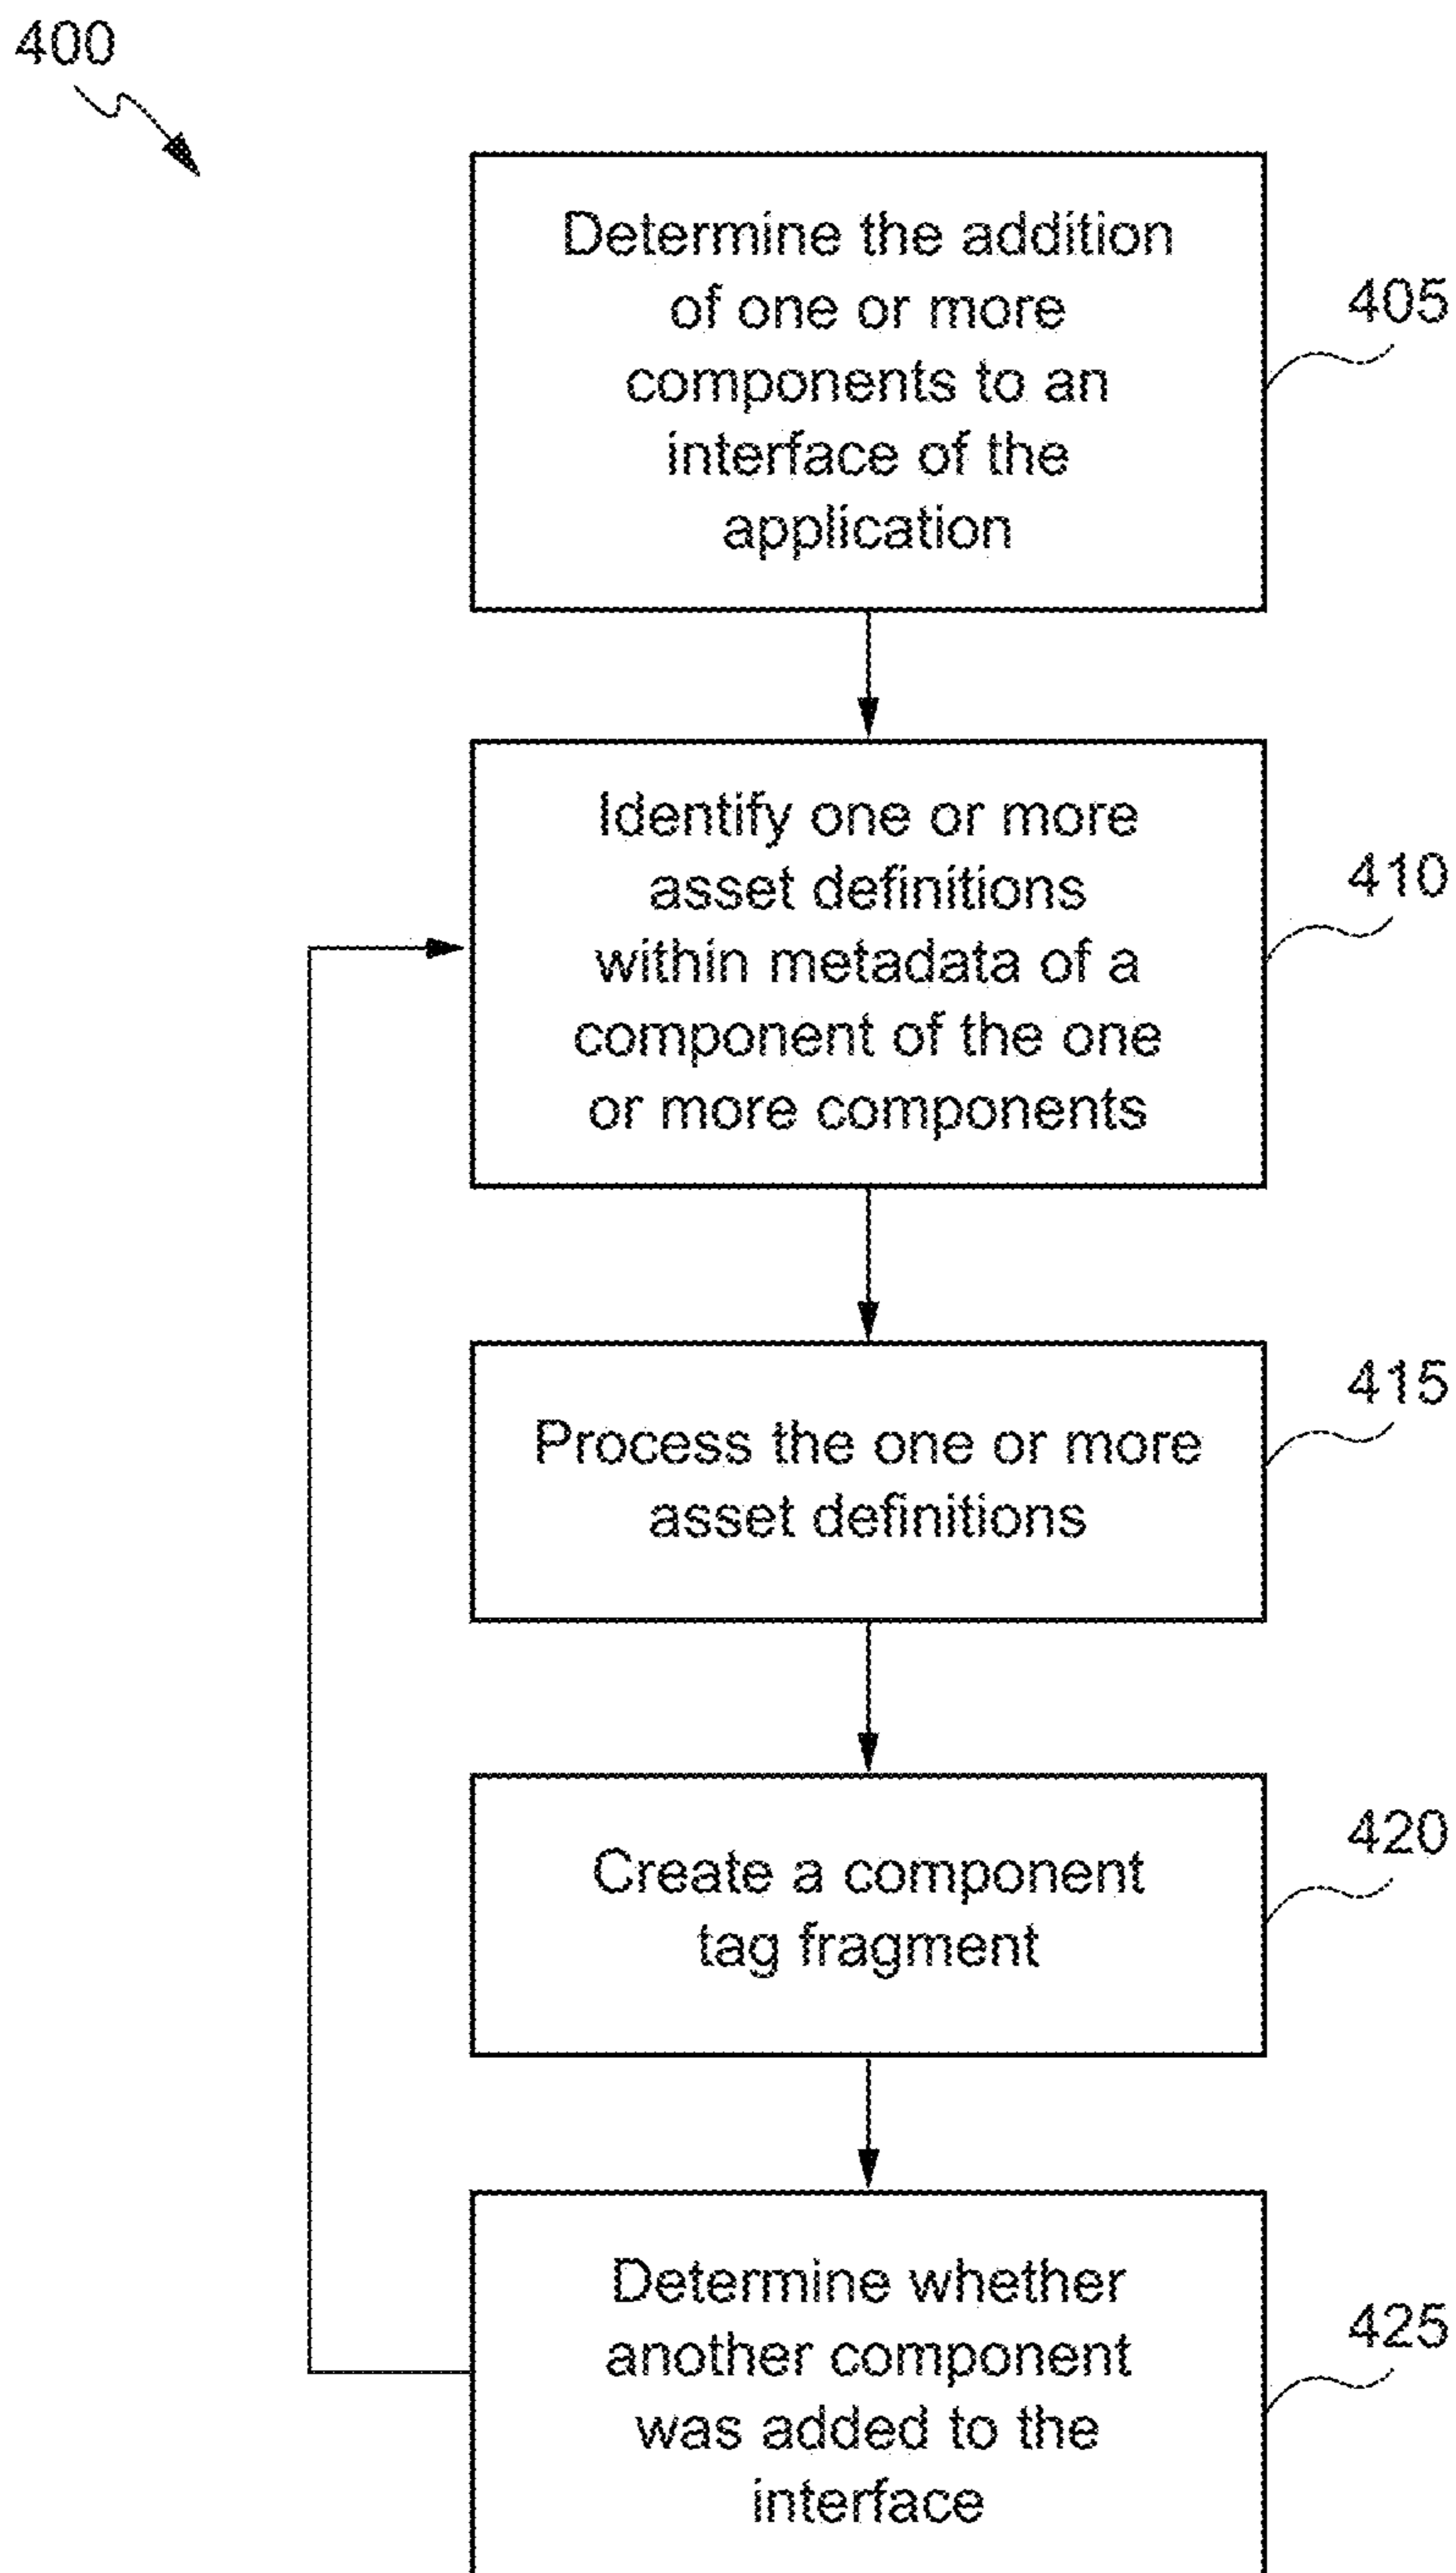 400
Determine the addition
of one or more
components to an
interface of the
application
405
Identify one or more
asset definitions
within metadata of a
component of the one
or more components
410
Process the one or more
asset definitions
415
Create a component
tag fragment
420
Determine whether
another component
was added to the
interface
425